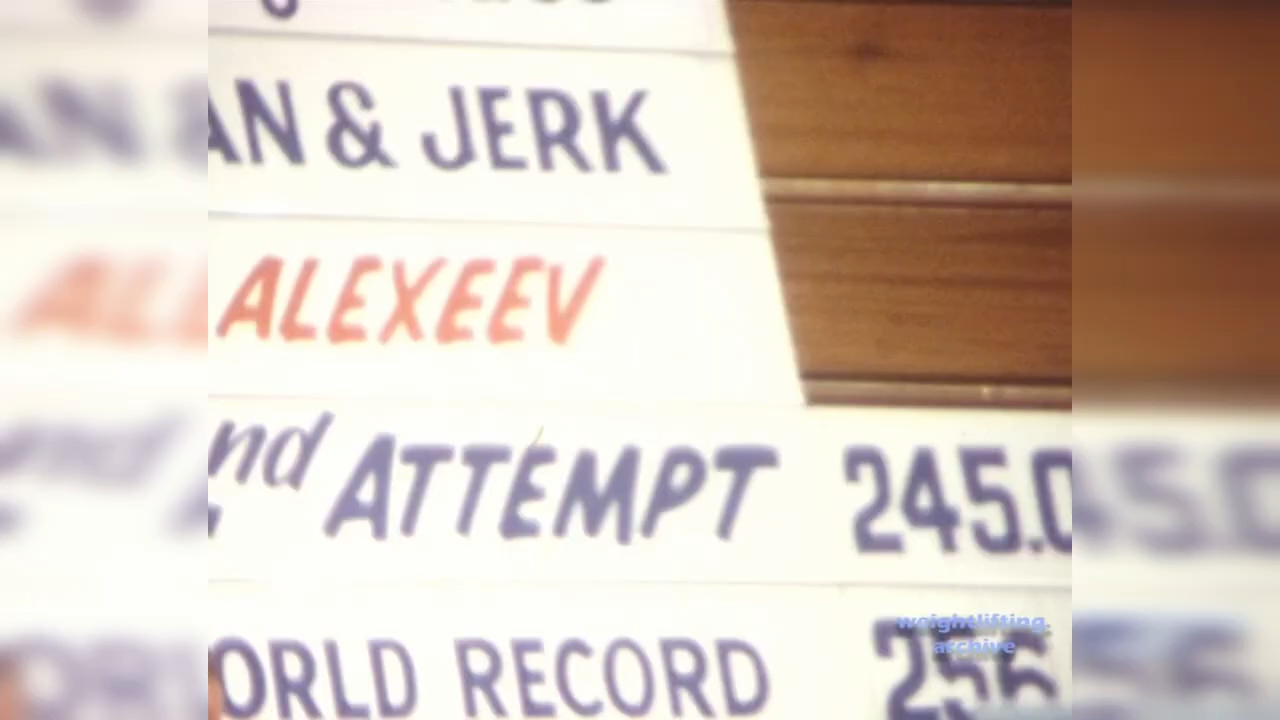 AN & JERK
ALEXEEV
nd ATTEMPT 245.0
ORLD RECORD 256
weightlifting
archive